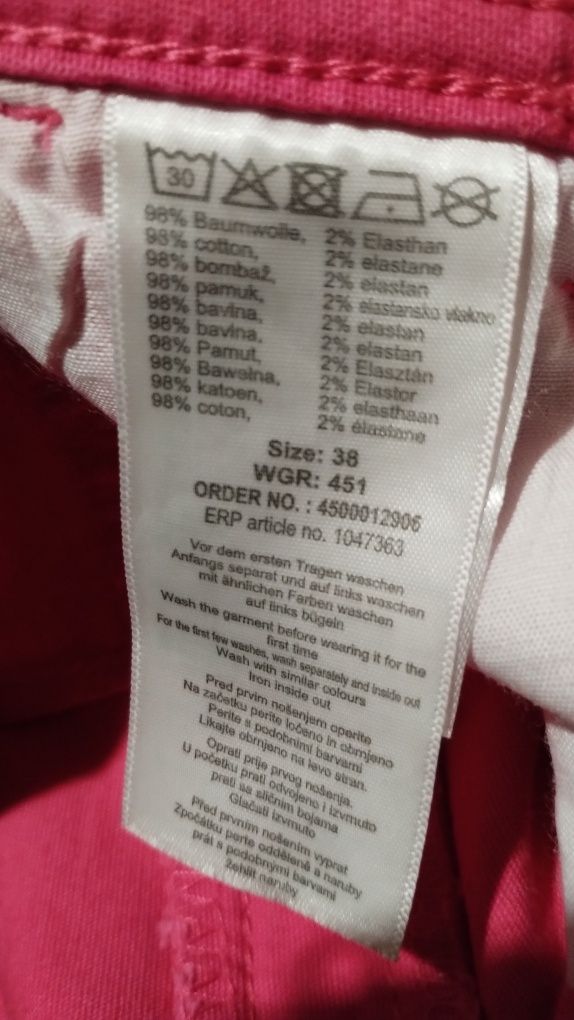 30
98% Baumwolle, 2% Elasthan
98% cotton, 2% elastane
98% bombaž, 2% elastan
98% pamuk, 2% elastansko vlakno
98% bavlna, 2% elastan
98% bavlna, 2% elastan
98% Pamut, 2% Elasztán
98% Bawełna, 2% Elastor
98% katoen, 2% elasthaan
98% coton, 2% élastane
Size: 38
WGR: 451
ORDER NO. : 4500012906
ERP article no. 1047363
Vor dem ersten Tragen waschen
Anfangs separat und auf links waschen
mit ähnlichen Farben waschen
auf links bügeln
Wash the garment before wearing it for the
first time
For the first few washes, wash separately and inside out
Wash with similar colours
Iron inside out
Pred prvim nošenjem operite
Na začetku perite ločeno in obrnjeno
Perite s podobnimi barvami
Likajte obrnjeno na levo stran.
Oprati prije prvog nošenja.
U početku prati odvojeno i izvrnuto
prati sa sličnim bojama
Glačati izvrnuto
Před prvním nošením vyprat
Zpočátku perte odděleně a naruby
prát s podobnými barvami
žehlit naruby